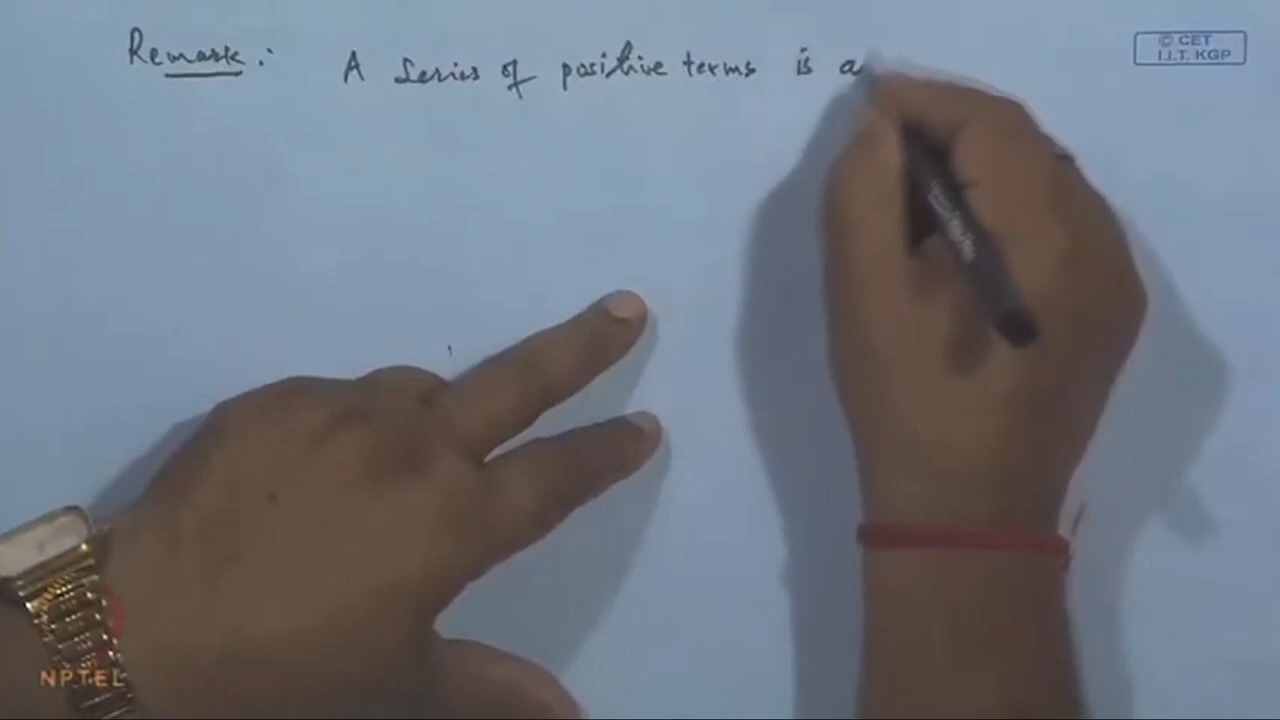 Remark : A Series of positive terms is a
© CET
I.I.T. KGP
NPTEL